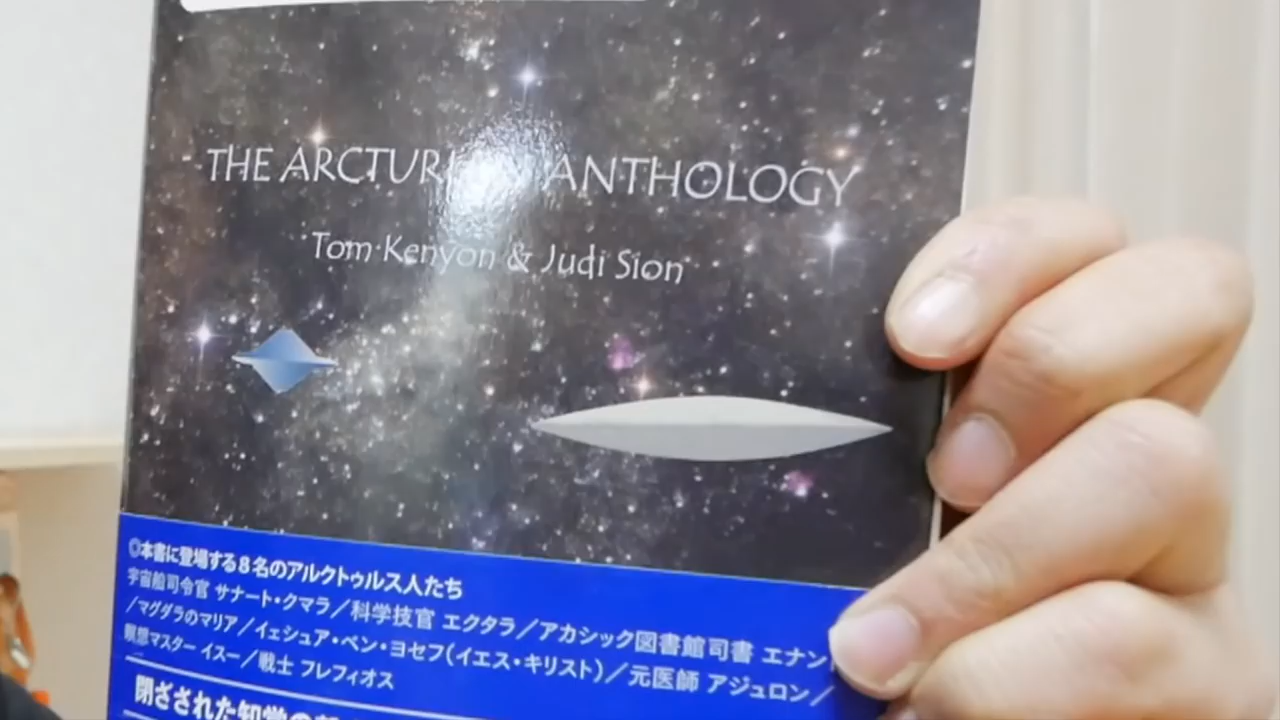 THE ARCTURIAN ANTHOLOGY
Tom Kenyon & Judi Sion
◎本書に登場する8名のアルクトゥルス人たち
宇宙船司令官 サナート・クマラ／科学技官 エクタラ／アカシック図書館司書 エナン
／マグダラのマリア／イェシュア・ベン・ヨセフ(イエス・キリスト)／元医師 アジュロン／
瞑想マスター イスー／戦士 フレフィオス
閉ざされた知覚の